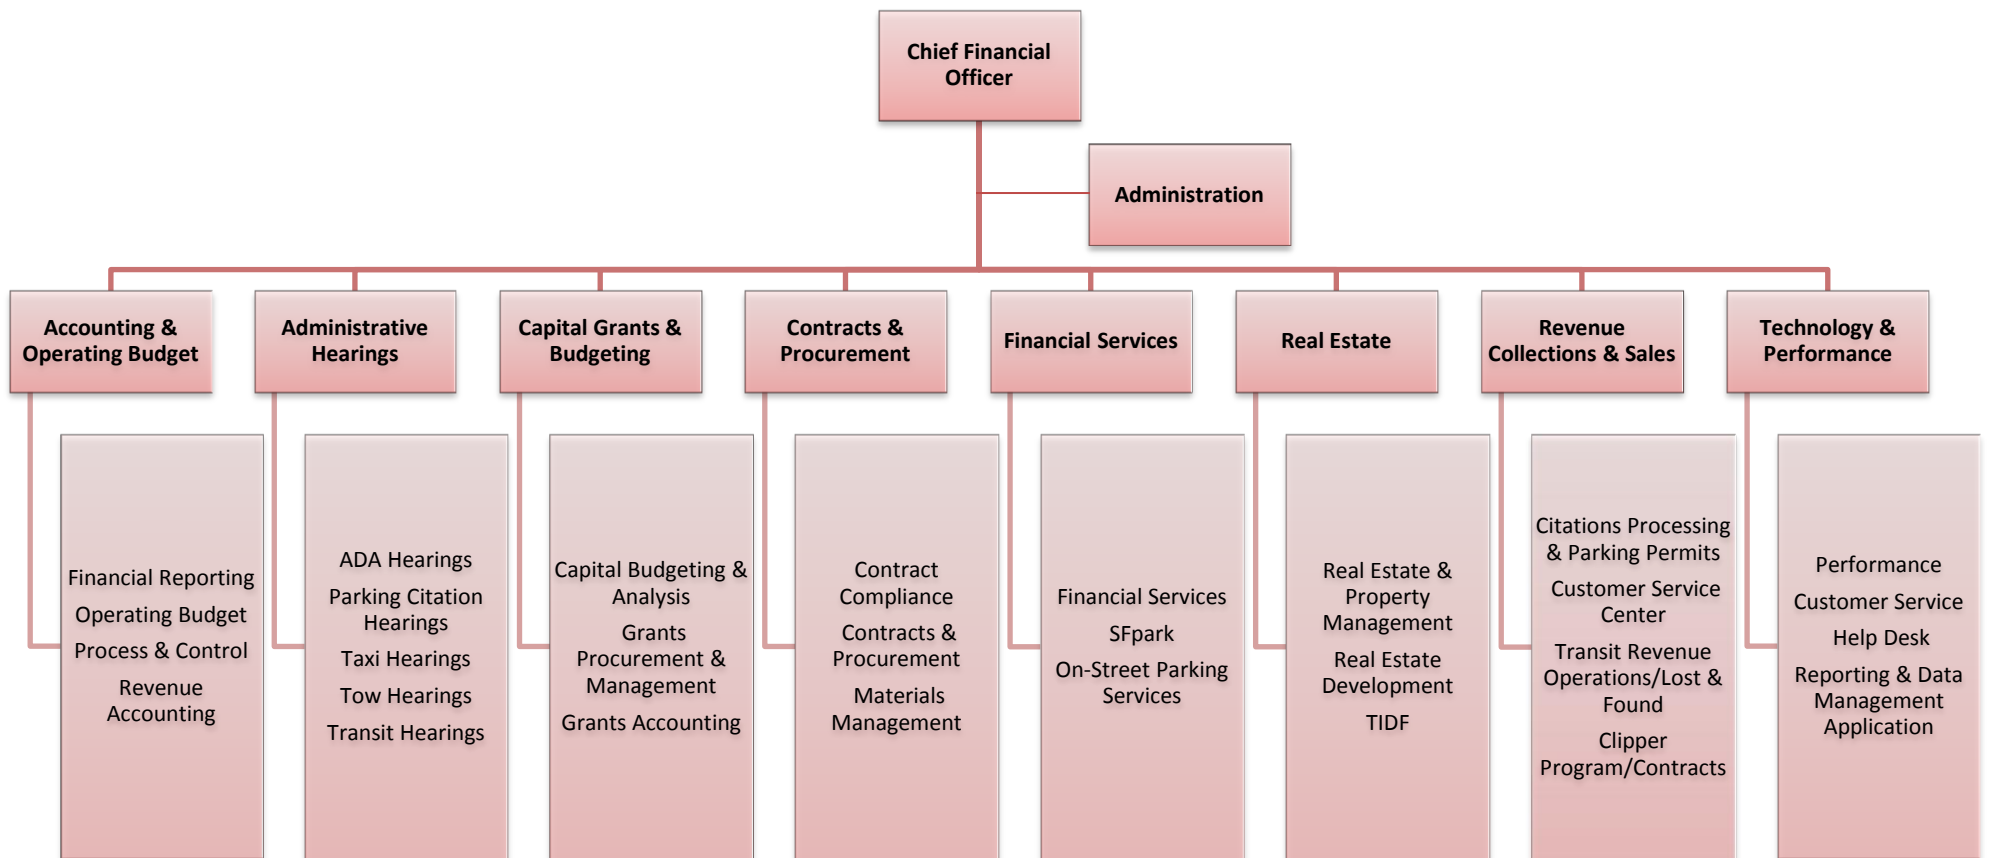 Chief Financial
Officer
Administration
Accounting &
Operating Budget
Administrative
Hearings
Capital Grants &
Budgeting
Contracts &
Procurement
Financial Services
Real Estate
Revenue
Collections & Sales
Technology &
Performance
Financial Reporting
Operating Budget
Process & Control
Revenue
Accounting
ADA Hearings
Parking Citation
Hearings
Taxi Hearings
Tow Hearings
Transit Hearings
Capital Budgeting &
Analysis
Grants
Procurement &
Management
Grants Accounting
Contract
Compliance
Contracts &
Procurement
Materials
Management
Financial Services
SFpark
On-Street Parking
Services
Real Estate &
Property
Management
Real Estate
Development
TIDF
Citations Processing
& Parking Permits
Customer Service
Center
Transit Revenue
Operations/Lost &
Found
Clipper
Program/Contracts
Performance
Customer Service
Help Desk
Reporting & Data
Management
Application